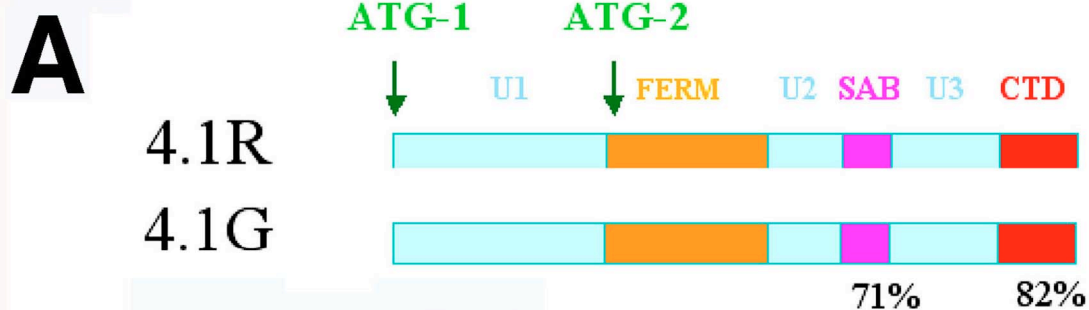 A
ATG-1 ATG-2
U1 FERM U2 SAB U3 CTD
4.1R
4.1G
71% 82%